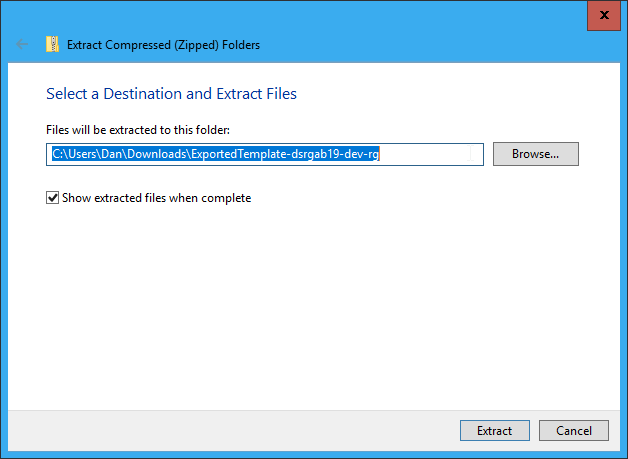 x
Extract Compressed (Zipped) Folders
Select a Destination and Extract Files
Files will be extracted to this folder:
C:\Users\Dan\Downloads\ExportedTemplate-dsrgab19-dev-rg
Browse...
Show extracted files when complete
Extract
Cancel